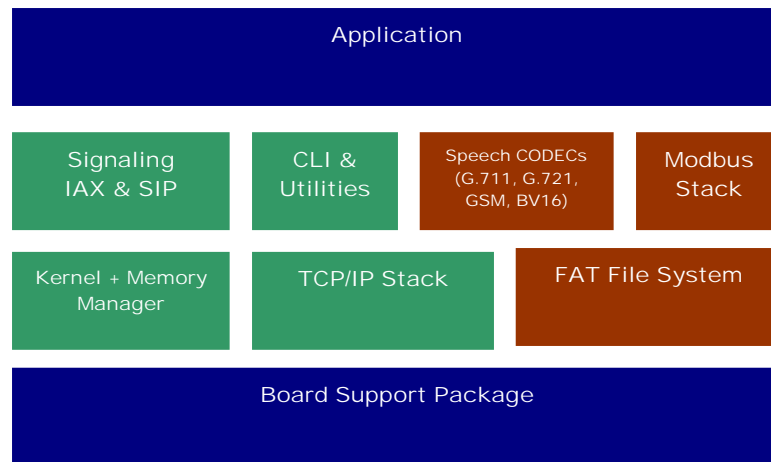 Application
Signaling
IAX & SIP
CLI &
Utilities
Speech CODECs
(G.711, G.721,
GSM, BV16)
Modbus
Stack
Kernel + Memory
Manager
TCP/IP Stack
FAT File System
Board Support Package